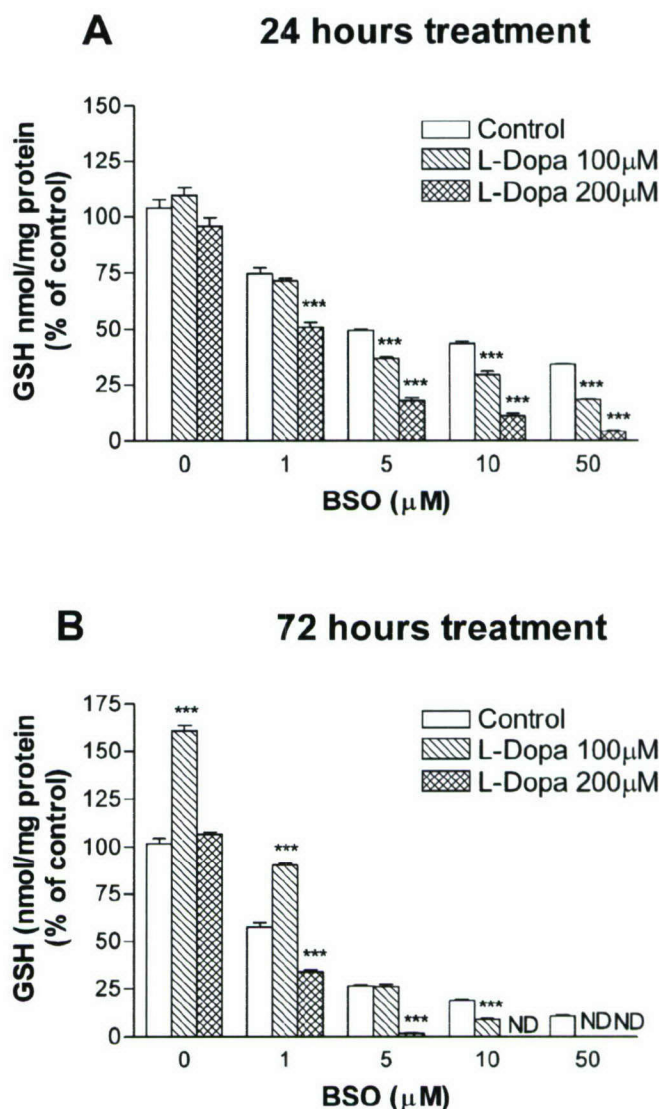 A 24 hours treatment
150
125
100
75
50
25
0
GSH nmol/mg protein
(% of control)
Control
L-Dopa 100μM
L-Dopa 200μM
***
*** ***
*** ***
*** ***
0 1 5 10 50
BSO (μM)
B 72 hours treatment
175
150
125
100
75
50
25
0
GSH (nmol/mg protein
(% of control)
Control
L-Dopa 100μM
L-Dopa 200μM
***
*** ***
***
*** ND
ND ND
0 1 5 10 50
BSO (μM)